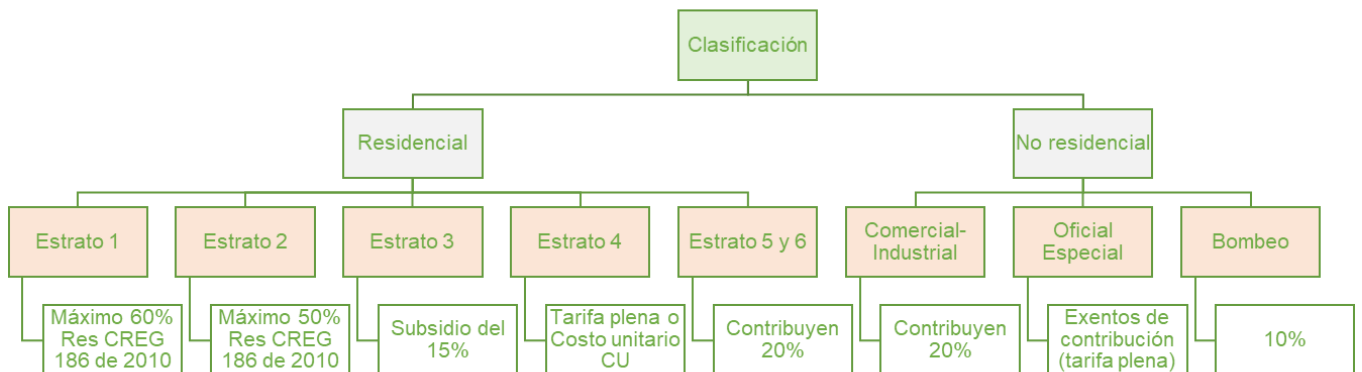 Clasificación
Residencial
No residencial
Estrato 1
Estrato 2
Estrato 3
Estrato 4
Estrato 5 y 6
Comercial-
Industrial
Oficial
Especial
Bombeo
Máximo 60%
Res CREG
186 de 2010
Máximo 50%
Res CREG
186 de 2010
Subsidio del
15%
Tarifa plena o
Costo unitario
CU
Contribuyen
20%
Contribuyen
20%
Exentos de
contribución
(tarifa plena)
10%